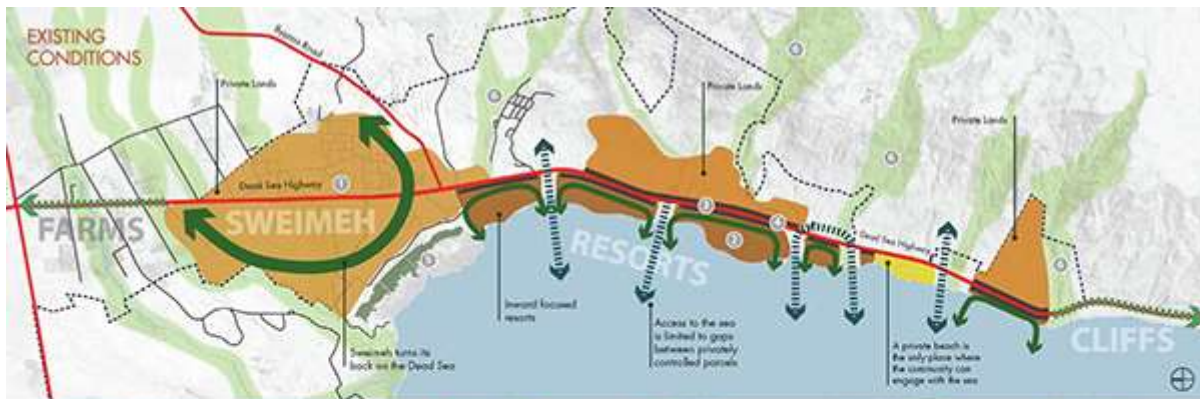 EXISTING
CONDITIONS
Private Lands
Private Lands
Private Lands
Dead Sea Highway
FARMS
SWEIMEH
RESORTS
Dead Sea Highway
CLIFFS
Inward focused
resorts
Sweimeh turns its
back on the Dead Sea
Access to the sea
is limited to gaps
between privately
controlled parcels
A private beach is
the only place where
the community can
engage with the sea